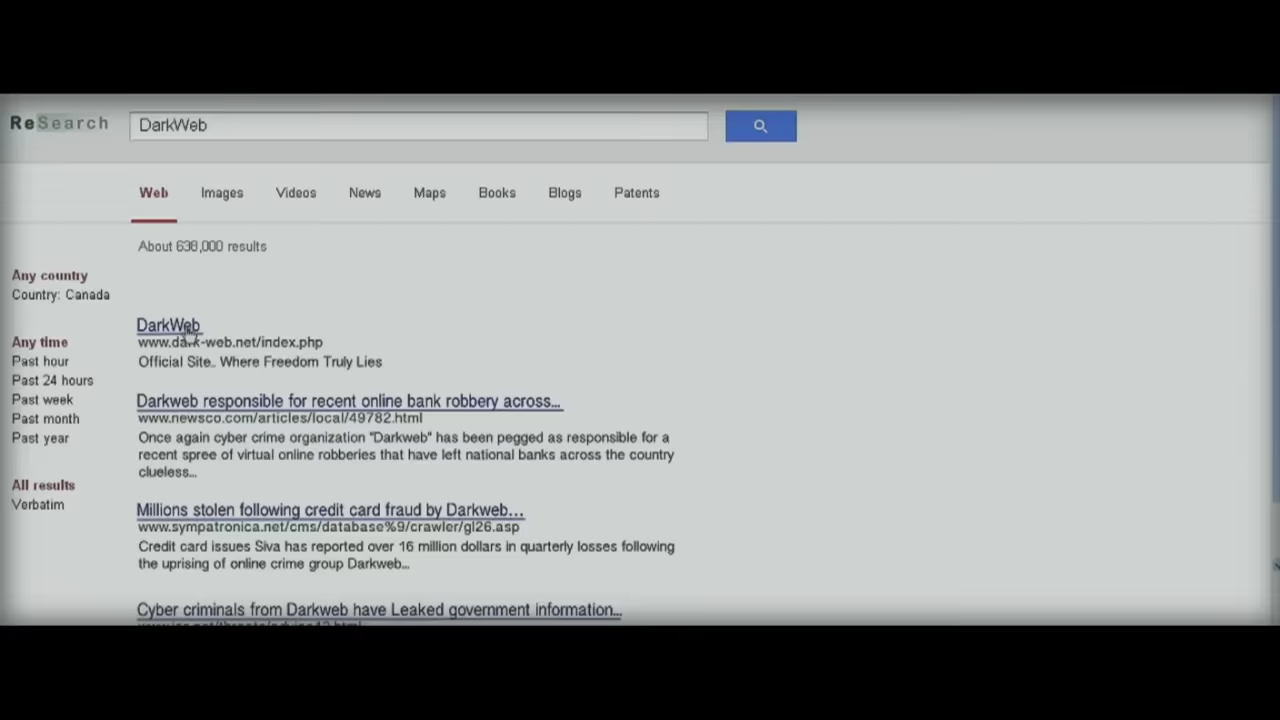 ReSearch
DarkWeb
Web Images Videos News Maps Books Blogs Patents
About 638,000 results
Any country
Country: Canada
DarkWeb
www.dark-web.net/index.php
Official Site.. Where Freedom Truly Lies
Any time
Past hour
Past 24 hours
Past week
Past month
Past year
All results
Verbatim
Darkweb responsible for recent online bank robbery across...
www.newsco.com/articles/local/49782.html
Once again cyber crime organization "Darkweb" has been pegged as responsible for a
recent spree of virtual online robberies that have left national banks across the country
clueless...
Millions stolen following credit card fraud by Darkweb...
www.sympatronica.net/cms/database%9/crawler/gl26.asp
Credit card issues Siva has reported over 16 million dollars in quarterly losses following
the uprising of online crime group Darkweb...
Cyber criminals from Darkweb have Leaked government information...